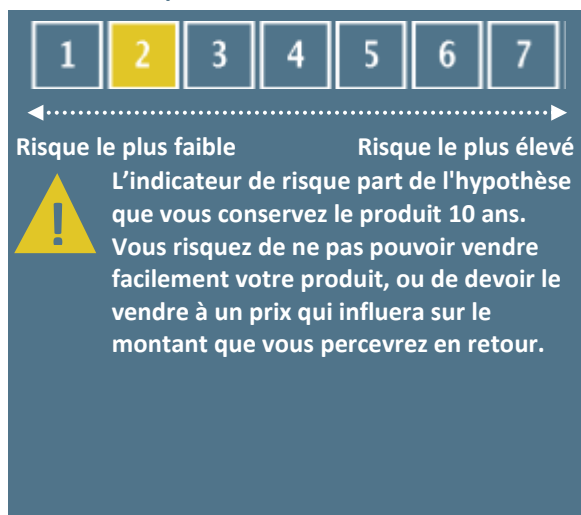 1 2 3 4 5 6 7
Risque le plus faible Risque le plus élevé
!
L’indicateur de risque part de l'hypothèse
que vous conservez le produit 10 ans.
Vous risquez de ne pas pouvoir vendre
facilement votre produit, ou de devoir le
vendre à un prix qui influera sur le
montant que vous percevrez en retour.